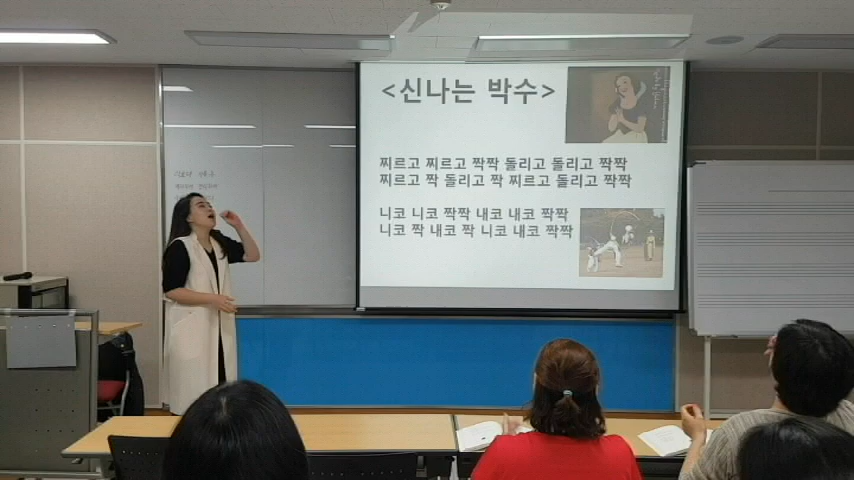 <신나는 박수>
찌르고 찌르고 짝짝 돌리고 돌리고 짝짝
찌르고 짝 돌리고 짝 찌르고 돌리고 짝짝
니코 니코 짝짝 내코 내코 짝짝
니코 짝 내코 짝 니코 내코 짝짝